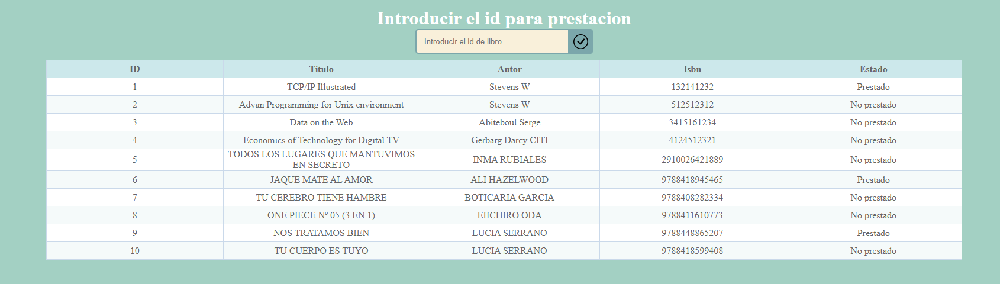 Introducir el id para prestacion
Introducir el id de libro
ID Titulo Autor Isbn Estado
1 TCP/IP Illustrated Stevens W 132141232 Prestado
2 Advan Programming for Unix environment Stevens W 512512312 No prestado
3 Data on the Web Abiteboul Serge 3415161234 No prestado
4 Economics of Technology for Digital TV Gerbarg Darcy CITI 4124512321 No prestado
5 TODOS LOS LUGARES QUE MANTUVIMOS
EN SECRETO INMA RUBIALES 2910026421889 No prestado
6 JAQUE MATE AL AMOR ALI HAZELWOOD 9788418945465 Prestado
7 TU CEREBRO TIENE HAMBRE BOTICARIA GARCIA 9788408282334 No prestado
8 ONE PIECE Nº 05 (3 EN 1) EIICHIRO ODA 9788411610773 No prestado
9 NOS TRATAMOS BIEN LUCIA SERRANO 9788448865207 Prestado
10 TU CUERPO ES TUYO LUCIA SERRANO 9788418599408 No prestado